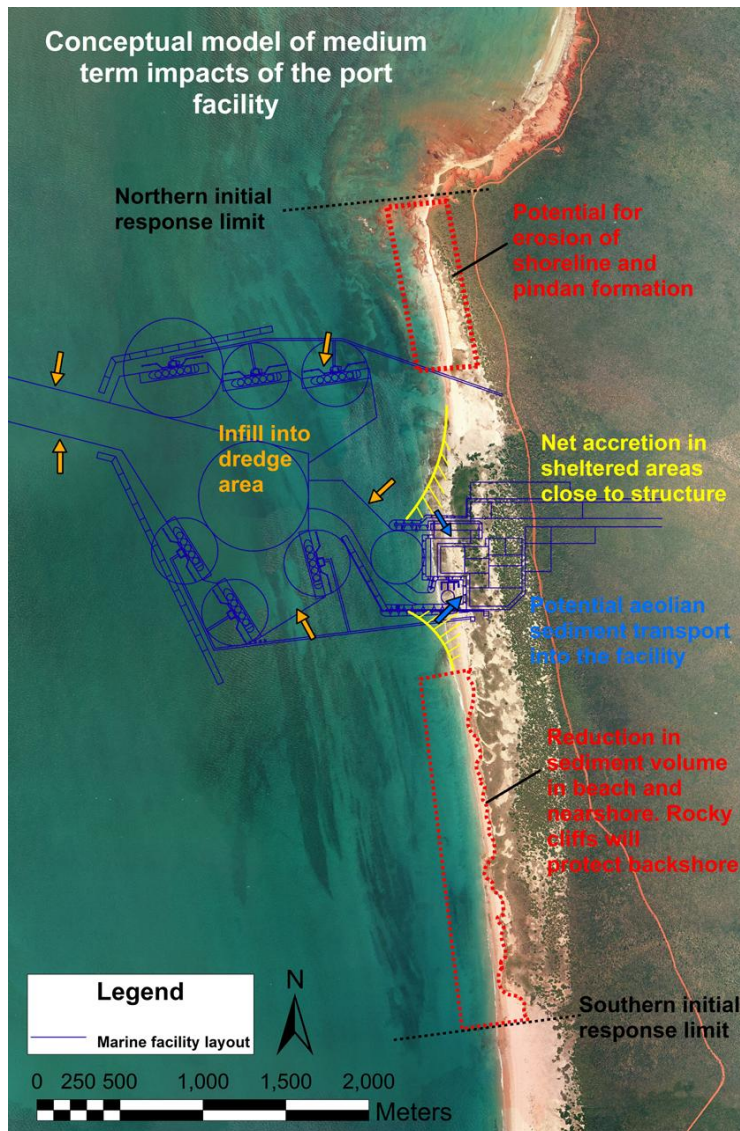 Conceptual model of medium
term impacts of the port
facility
Northern initial
response limit
Potential for
erosion of
shoreline and
pindan formation
Infill into
dredge
area
Net accretion in
sheltered areas
close to structure
Potential aeolian
sediment transport
into the facility
Reduction in
sediment volume
in beach and
nearshore. Rocky
cliffs will
protect backshore
Southern initial
response limit
Legend
Marine facility layout
N
0 250 500 1,000 1,500 2,000
Meters